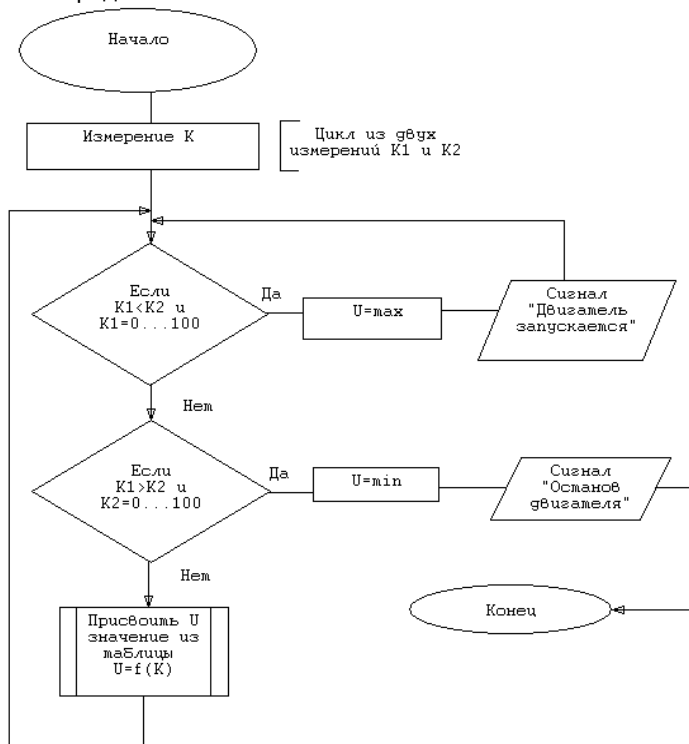 Начало
Измерение К
Цикл из двух
измерений К1 и К2
Если
К1<К2 и
К1=0...100
Да
U=max
Сигнал
"Двигатель
запускается"
Нет
Если
К1>К2 и
К2=0...100
Да
U=min
Сигнал
"Останов
двигателя"
Нет
Присвоить U
значение из
таблицы
U=f(К)
Конец